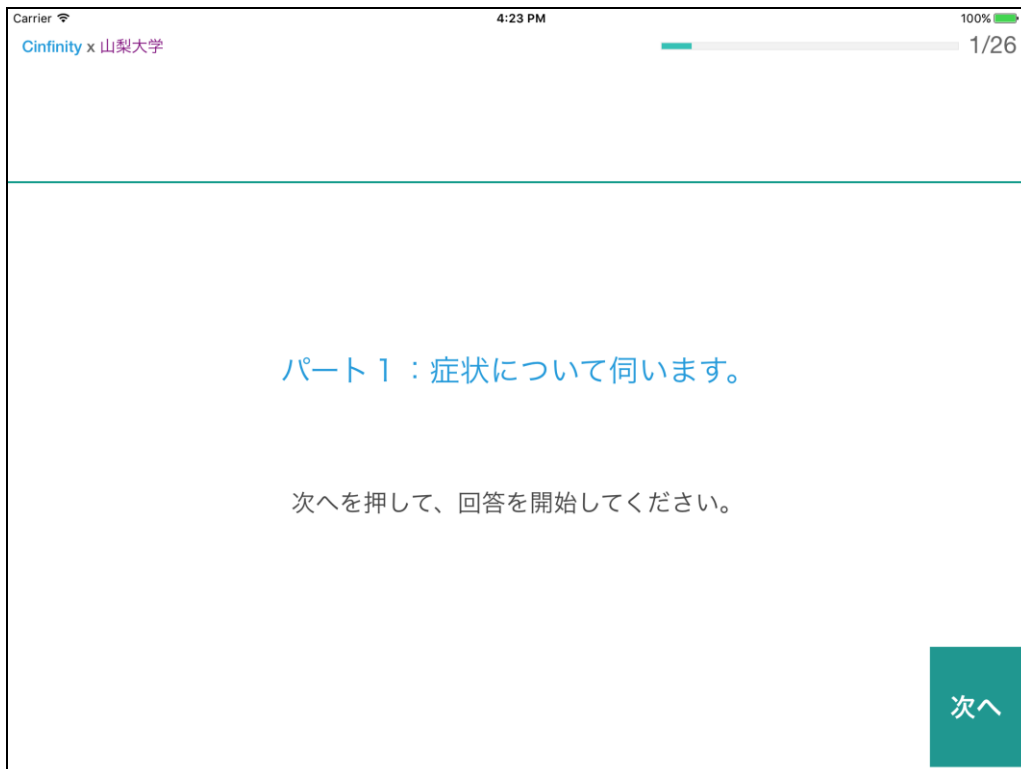 Carrier 4:23 PM 100%
Cinfinity x 山梨大学 1/26
パート１：症状について伺います。
次へを押して、回答を開始してください。
次へ